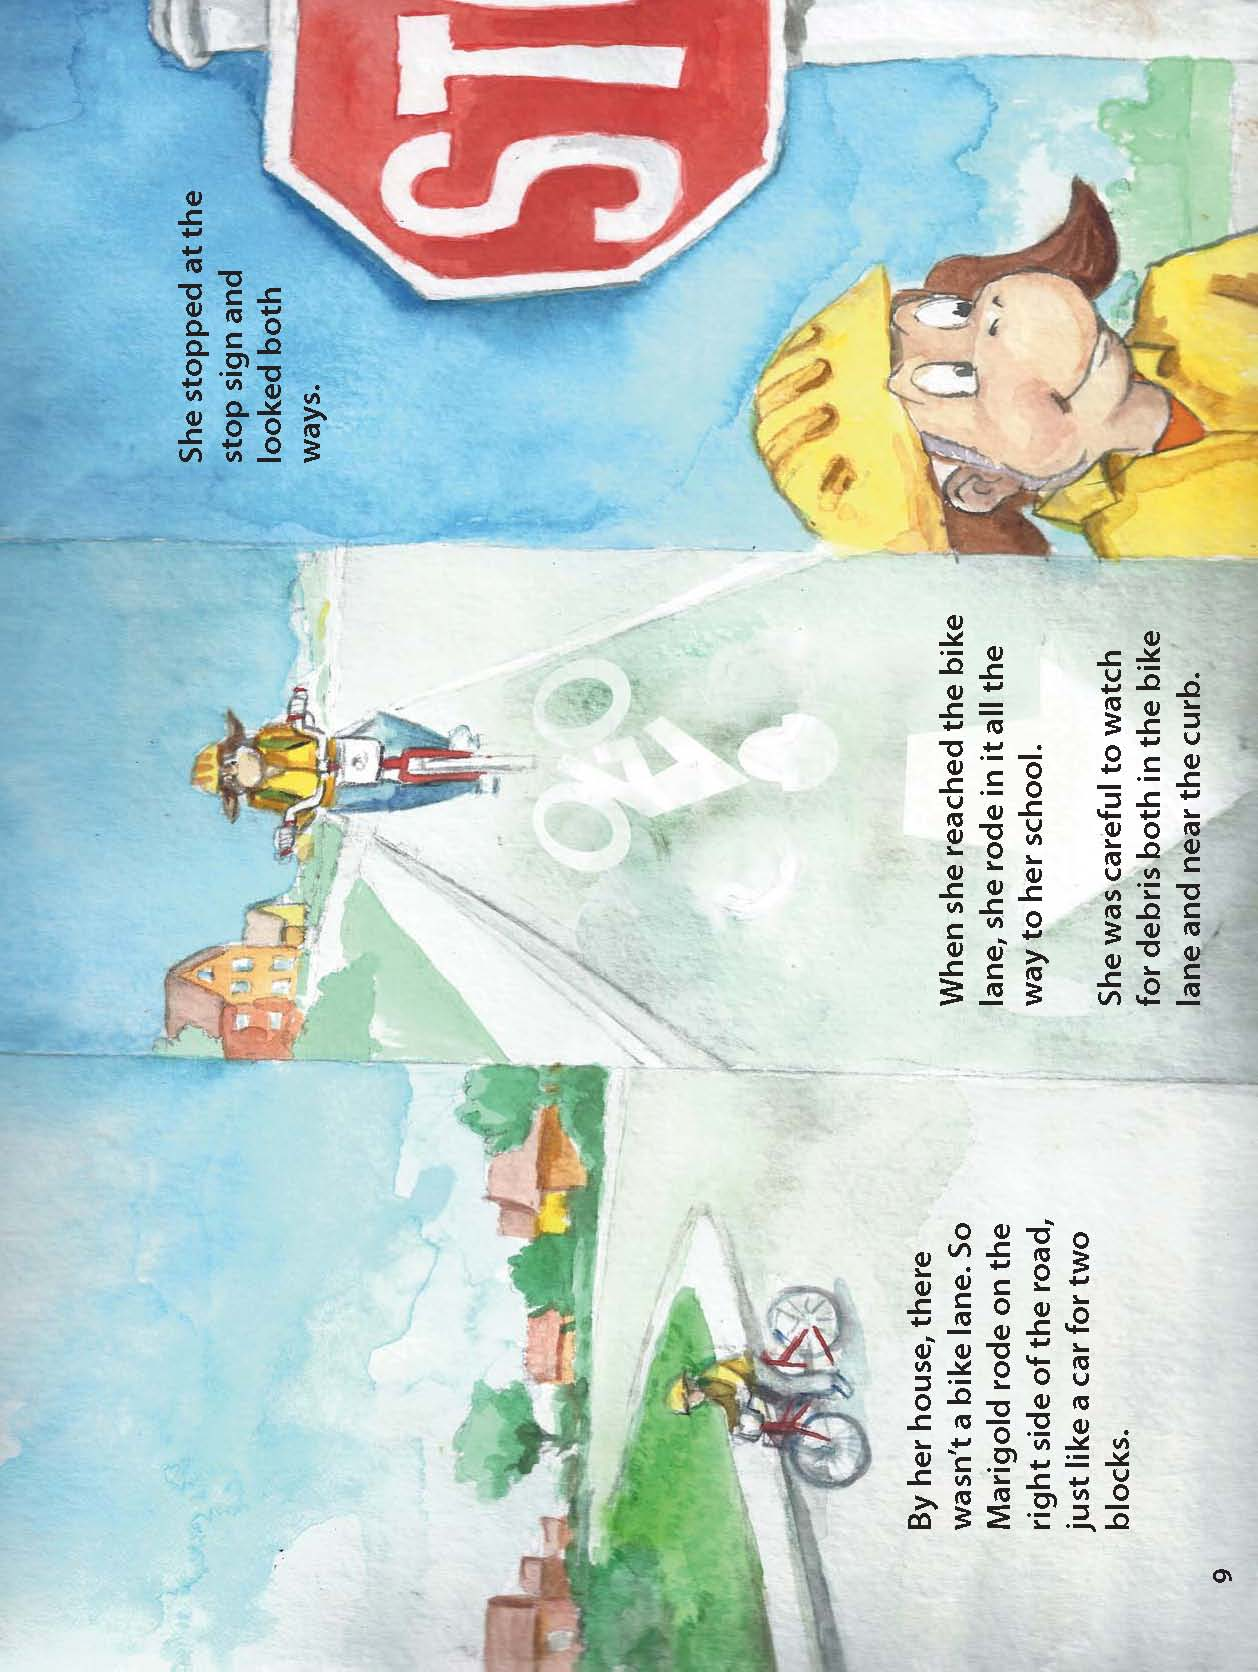 By her house, there
wasn't a bike lane. So
Marigold rode on the
right side of the road,
just like a car for two
blocks.
When she reached the bike
lane, she rode in it all the
way to her school.
She was careful to watch
for debris both in the bike
lane and near the curb.
She stopped at the
stop sign and
looked both
ways.
ST